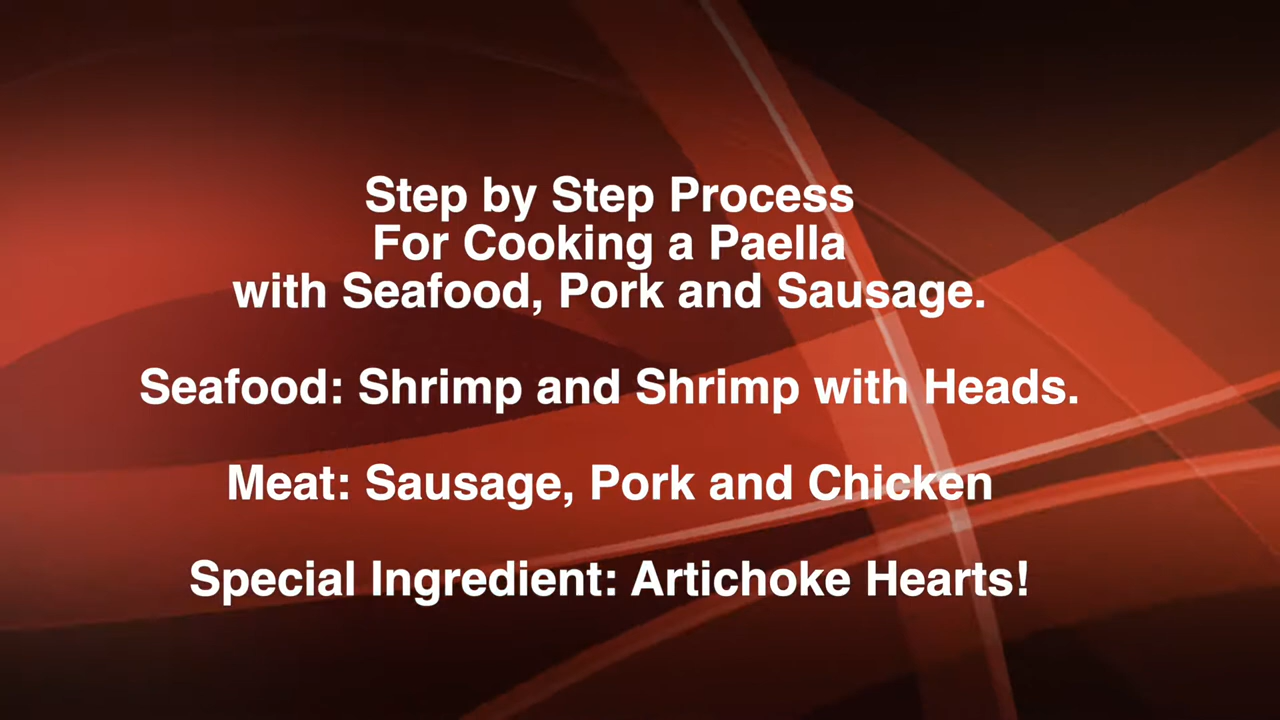 Step by Step Process
For Cooking a Paella
with Seafood, Pork and Sausage.
Seafood: Shrimp and Shrimp with Heads.
Meat: Sausage, Pork and Chicken
Special Ingredient: Artichoke Hearts!